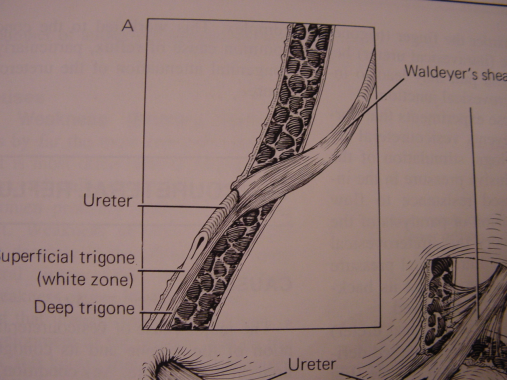 A
Waldeyer's shea
Ureter
uperficial trigone
(white zone)
Deep trigone
Ureter